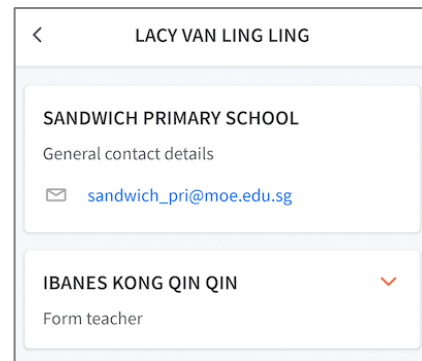 LACY VAN LING LING
SANDWICH PRIMARY SCHOOL
General contact details
sandwich_pri@moe.edu.sg
IBANES KONG QIN QIN
Form teacher